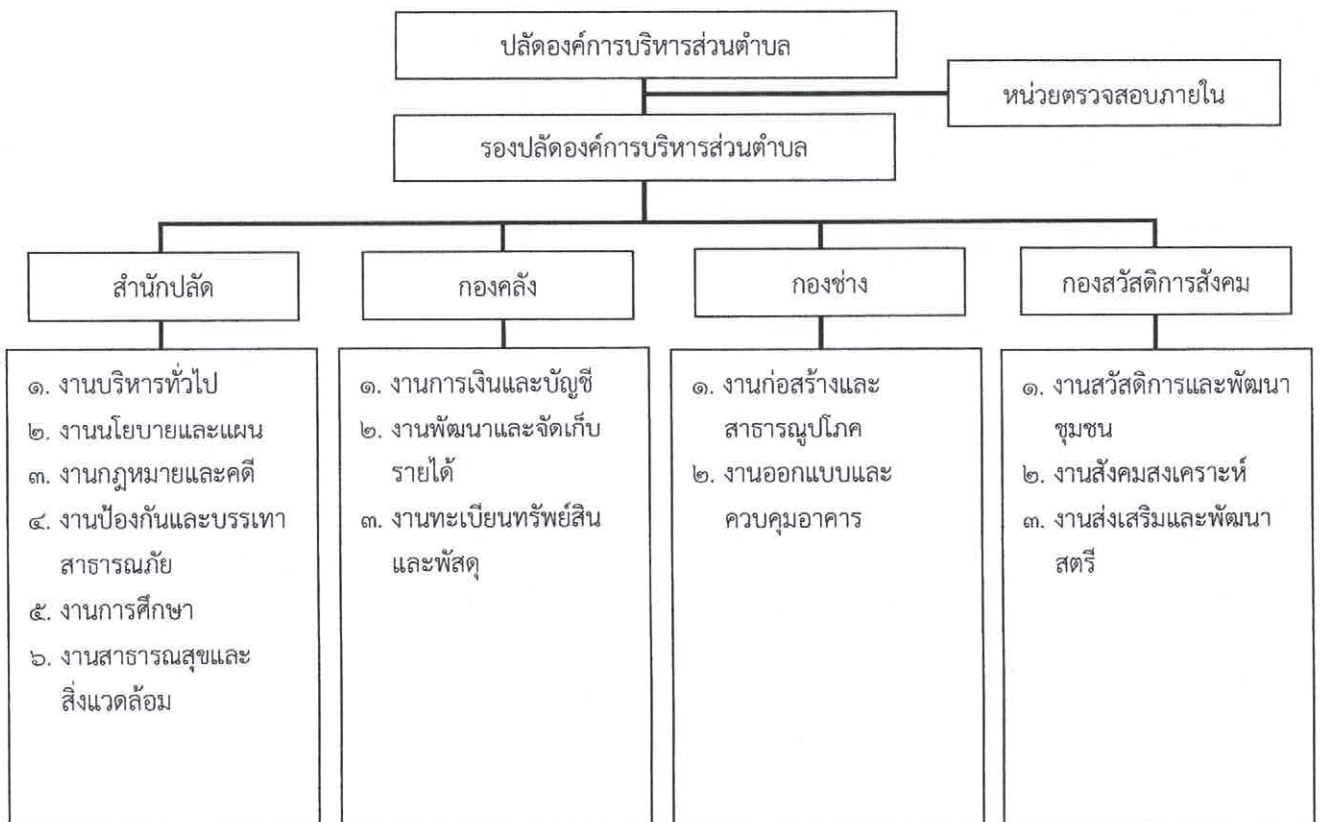 ปลัดองค์การบริหารส่วนตำบล
หน่วยตรวจสอบภายใน
รองปลัดองค์การบริหารส่วนตำบล
สำนักปลัด
กองคลัง
กองช่าง
กองสวัสดิการสังคม
๑. งานบริหารทั่วไป
๒. งานนโยบายและแผน
๓. งานกฎหมายและคดี
๔. งานป้องกันและบรรเทา
สาธารณภัย
๕. งานการศึกษา
๖. งานสาธารณสุขและ
สิ่งแวดล้อม
๑. งานการเงินและบัญชี
๒. งานพัฒนาและจัดเก็บ
รายได้
๓. งานทะเบียนทรัพย์สิน
และพัสดุ
๑. งานก่อสร้างและ
สาธารณูปโภค
๒. งานออกแบบและ
ควบคุมอาคาร
๑. งานสวัสดิการและพัฒนา
ชุมชน
๒. งานสังคมสงเคราะห์
๓. งานส่งเสริมและพัฒนา
สตรี